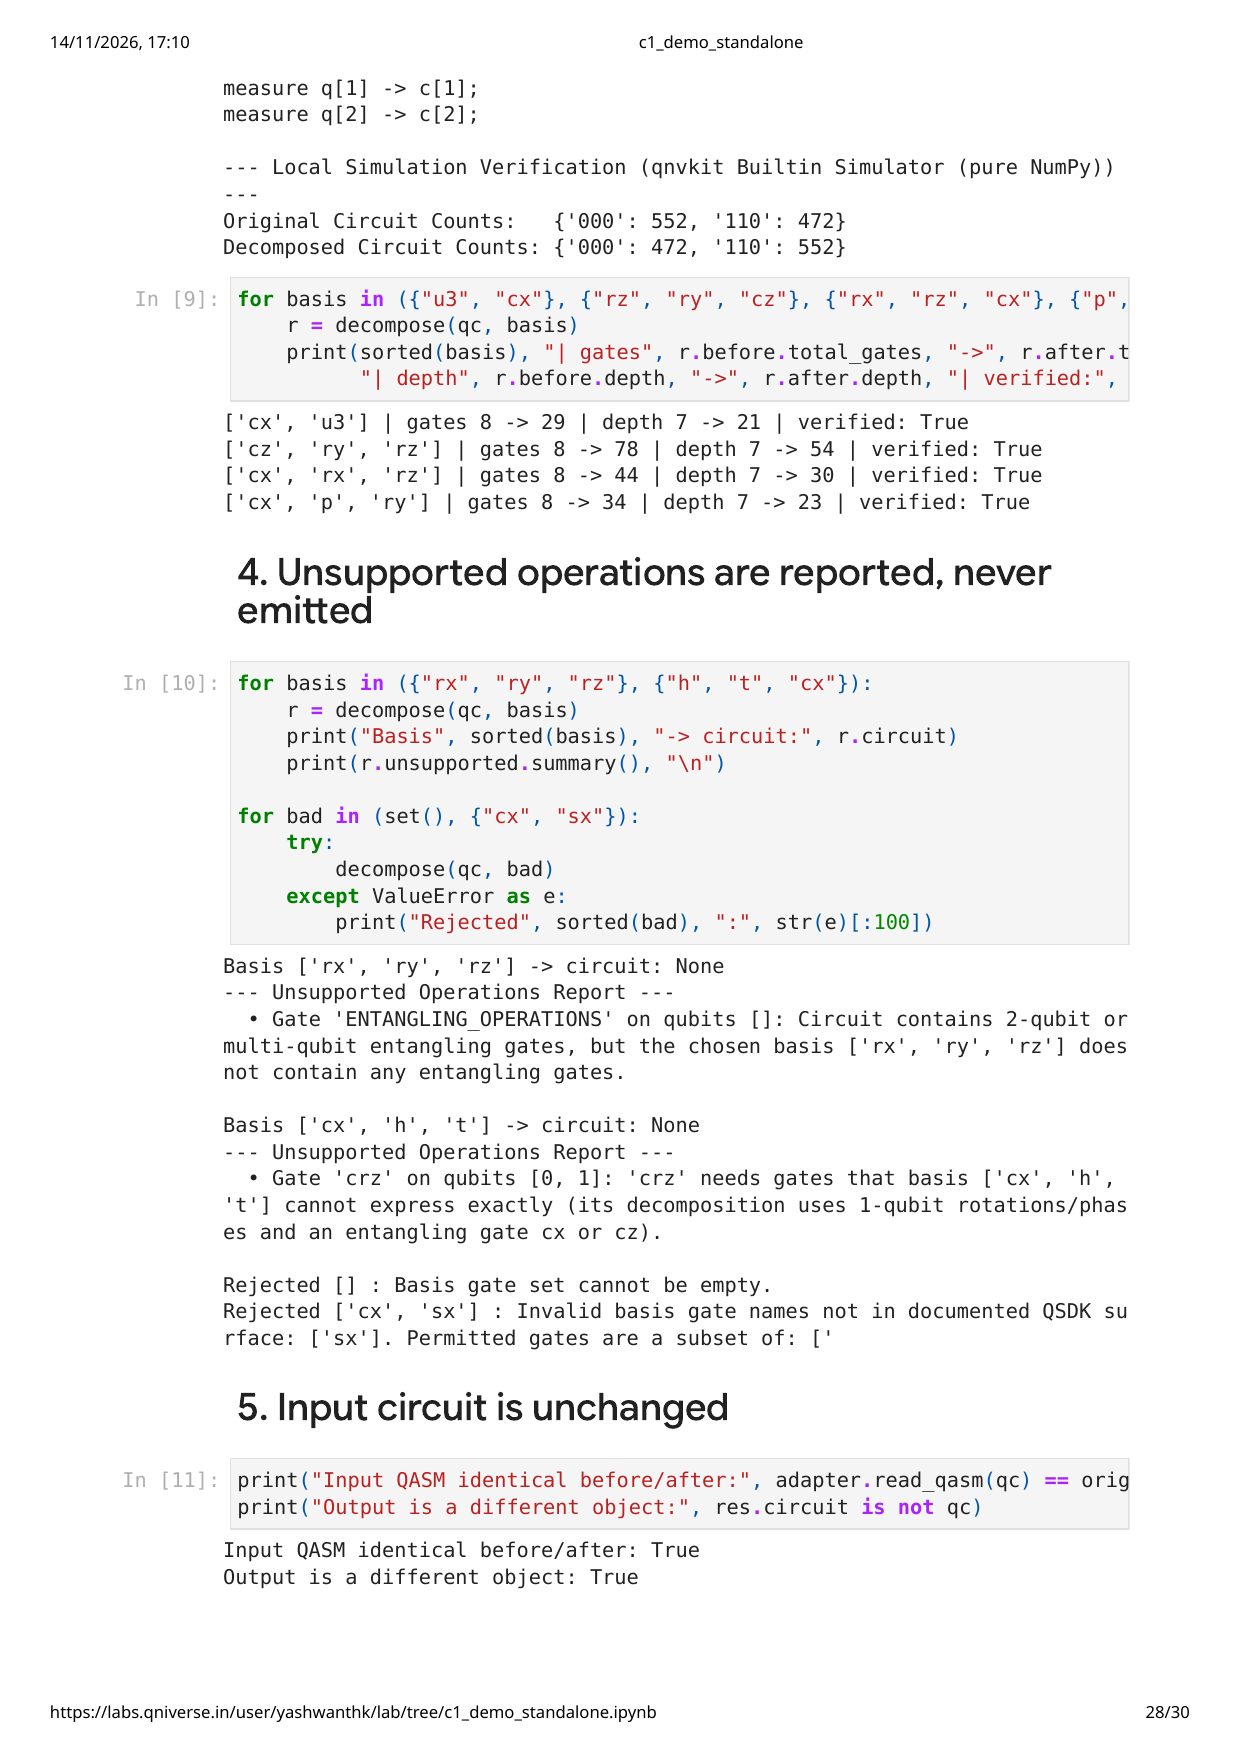 14/11/2026, 17:10
c1_demo_standalone
measure q[1] -> c[1];
measure q[2] -> c[2];
--- Local Simulation Verification (qnvkit Builtin Simulator (pure NumPy))
---
Original Circuit Counts:   {'000': 552, '110': 472}
Decomposed Circuit Counts: {'000': 472, '110': 552}
In [9]:
for basis in ({"u3", "cx"}, {"rz", "ry", "cz"}, {"rx", "rz", "cx"}, {"p",
    r = decompose(qc, basis)
    print(sorted(basis), "| gates", r.before.total_gates, "->", r.after.t
          "| depth", r.before.depth, "->", r.after.depth, "| verified:",
['cx', 'u3'] | gates 8 -> 29 | depth 7 -> 21 | verified: True
['cz', 'ry', 'rz'] | gates 8 -> 78 | depth 7 -> 54 | verified: True
['cx', 'rx', 'rz'] | gates 8 -> 44 | depth 7 -> 30 | verified: True
['cx', 'p', 'ry'] | gates 8 -> 34 | depth 7 -> 23 | verified: True
4. Unsupported operations are reported, never
emitted
In [10]:
for basis in ({"rx", "ry", "rz"}, {"h", "t", "cx"}):
    r = decompose(qc, basis)
    print("Basis", sorted(basis), "-> circuit:", r.circuit)
    print(r.unsupported.summary(), "\n")
for bad in (set(), {"cx", "sx"}):
    try:
        decompose(qc, bad)
    except ValueError as e:
        print("Rejected", sorted(bad), ":", str(e)[:100])
Basis ['rx', 'ry', 'rz'] -> circuit: None
--- Unsupported Operations Report ---
  • Gate 'ENTANGLING_OPERATIONS' on qubits []: Circuit contains 2-qubit or
multi-qubit entangling gates, but the chosen basis ['rx', 'ry', 'rz'] does
not contain any entangling gates.
Basis ['cx', 'h', 't'] -> circuit: None
--- Unsupported Operations Report ---
  • Gate 'crz' on qubits [0, 1]: 'crz' needs gates that basis ['cx', 'h',
't'] cannot express exactly (its decomposition uses 1-qubit rotations/phas
es and an entangling gate cx or cz).
Rejected [] : Basis gate set cannot be empty.
Rejected ['cx', 'sx'] : Invalid basis gate names not in documented QSDK su
rface: ['sx']. Permitted gates are a subset of: ['
5. Input circuit is unchanged
In [11]:
print("Input QASM identical before/after:", adapter.read_qasm(qc) == orig
print("Output is a different object:", res.circuit is not qc)
Input QASM identical before/after: True
Output is a different object: True
https://labs.qniverse.in/user/yashwanthk/lab/tree/c1_demo_standalone.ipynb
28/30